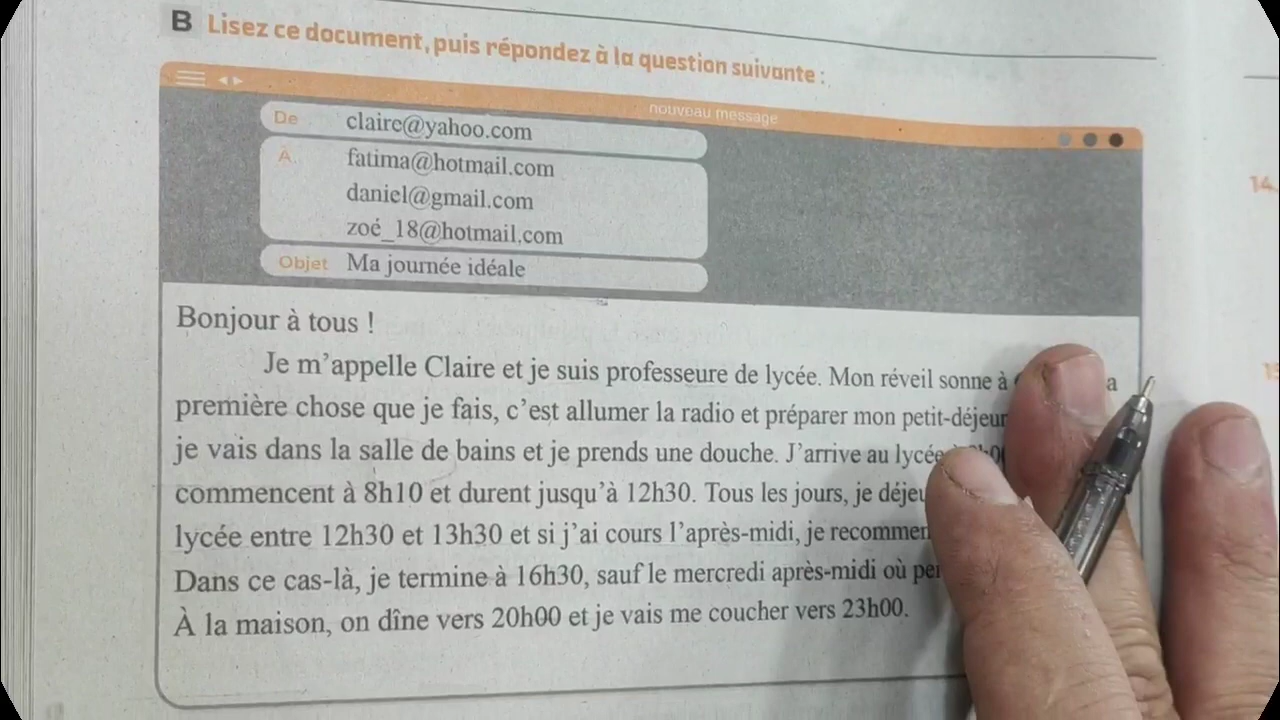 B Lisez ce document, puis répondez à la question suivante :
nouveau message
De claire@yahoo.com
À.. fatima@hotmail.com
daniel@gmail.com
zoé_18@hotmail,com
Objet Ma journée idéale
Bonjour à tous !
Je m'appelle Claire et je suis professeure de lycée. Mon réveil sonne à
première chose que je fais, c'est allumer la radio et préparer mon
je vais dans la salle de bains et je prends une douche. J'arrive au lycée
commencent à 8h10 et durent jusqu'à 12h30. Tous les jours, je
lycée entre 12h30 et 13h30 et si j'ai cours l'après-midi, je
Dans ce cas-là, je termine à 16h30, sauf le mercredi après-midi où
À la maison, on dîne vers 20h00 et je vais me coucher vers 23h00.
14.